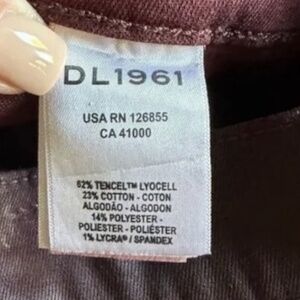 DL1961
USA RN 126855
CA 41000
62% TENCEL™ LYOCELL
23% COTTON - COTON
ALGODÃO - ALGODON
14% POLYESTER -
POLIESTER - POLIÉSTER
1% LYCRA® / SPANDEX